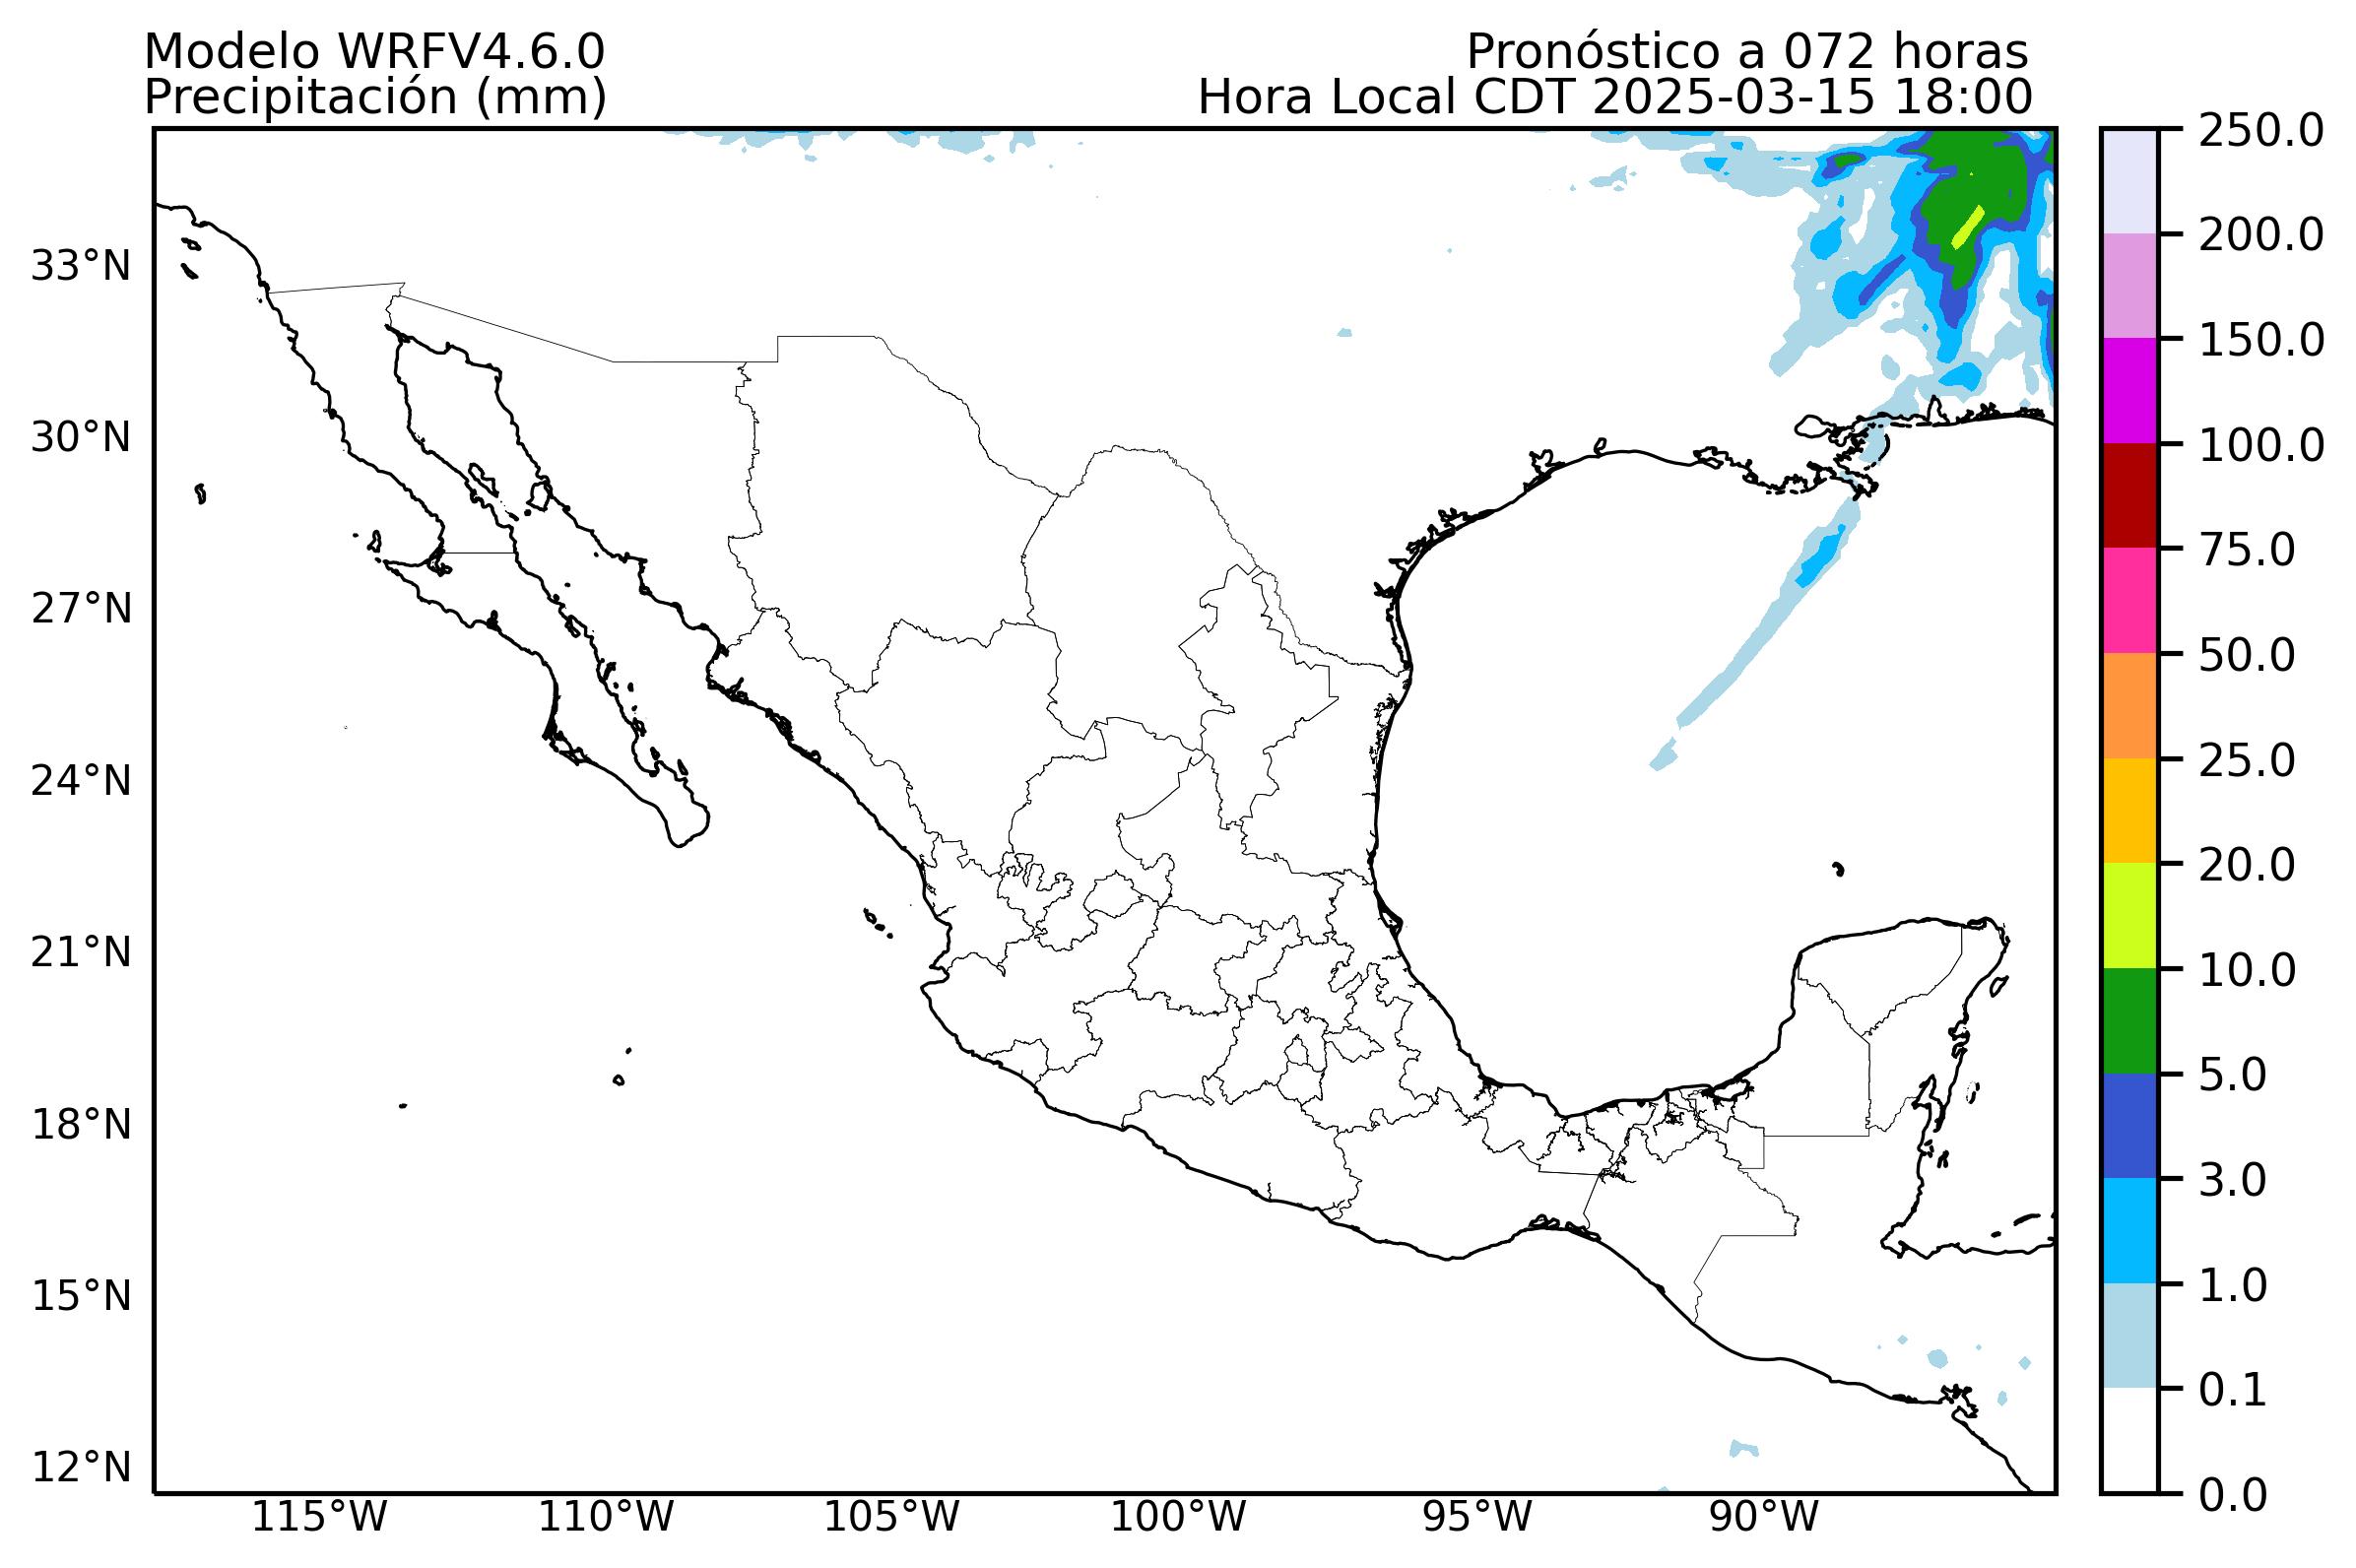 Modelo WRFV4.6.0
Precipitación (mm)
Pronóstico a 072 horas
Hora Local CDT 2025-03-15 18:00
33°N
30°N
27°N
24°N
21°N
18°N
15°N
12°N
115°W
110°W
105°W
100°W
95°W
90°W
250.0
200.0
150.0
100.0
75.0
50.0
25.0
20.0
10.0
5.0
3.0
1.0
0.1
0.0